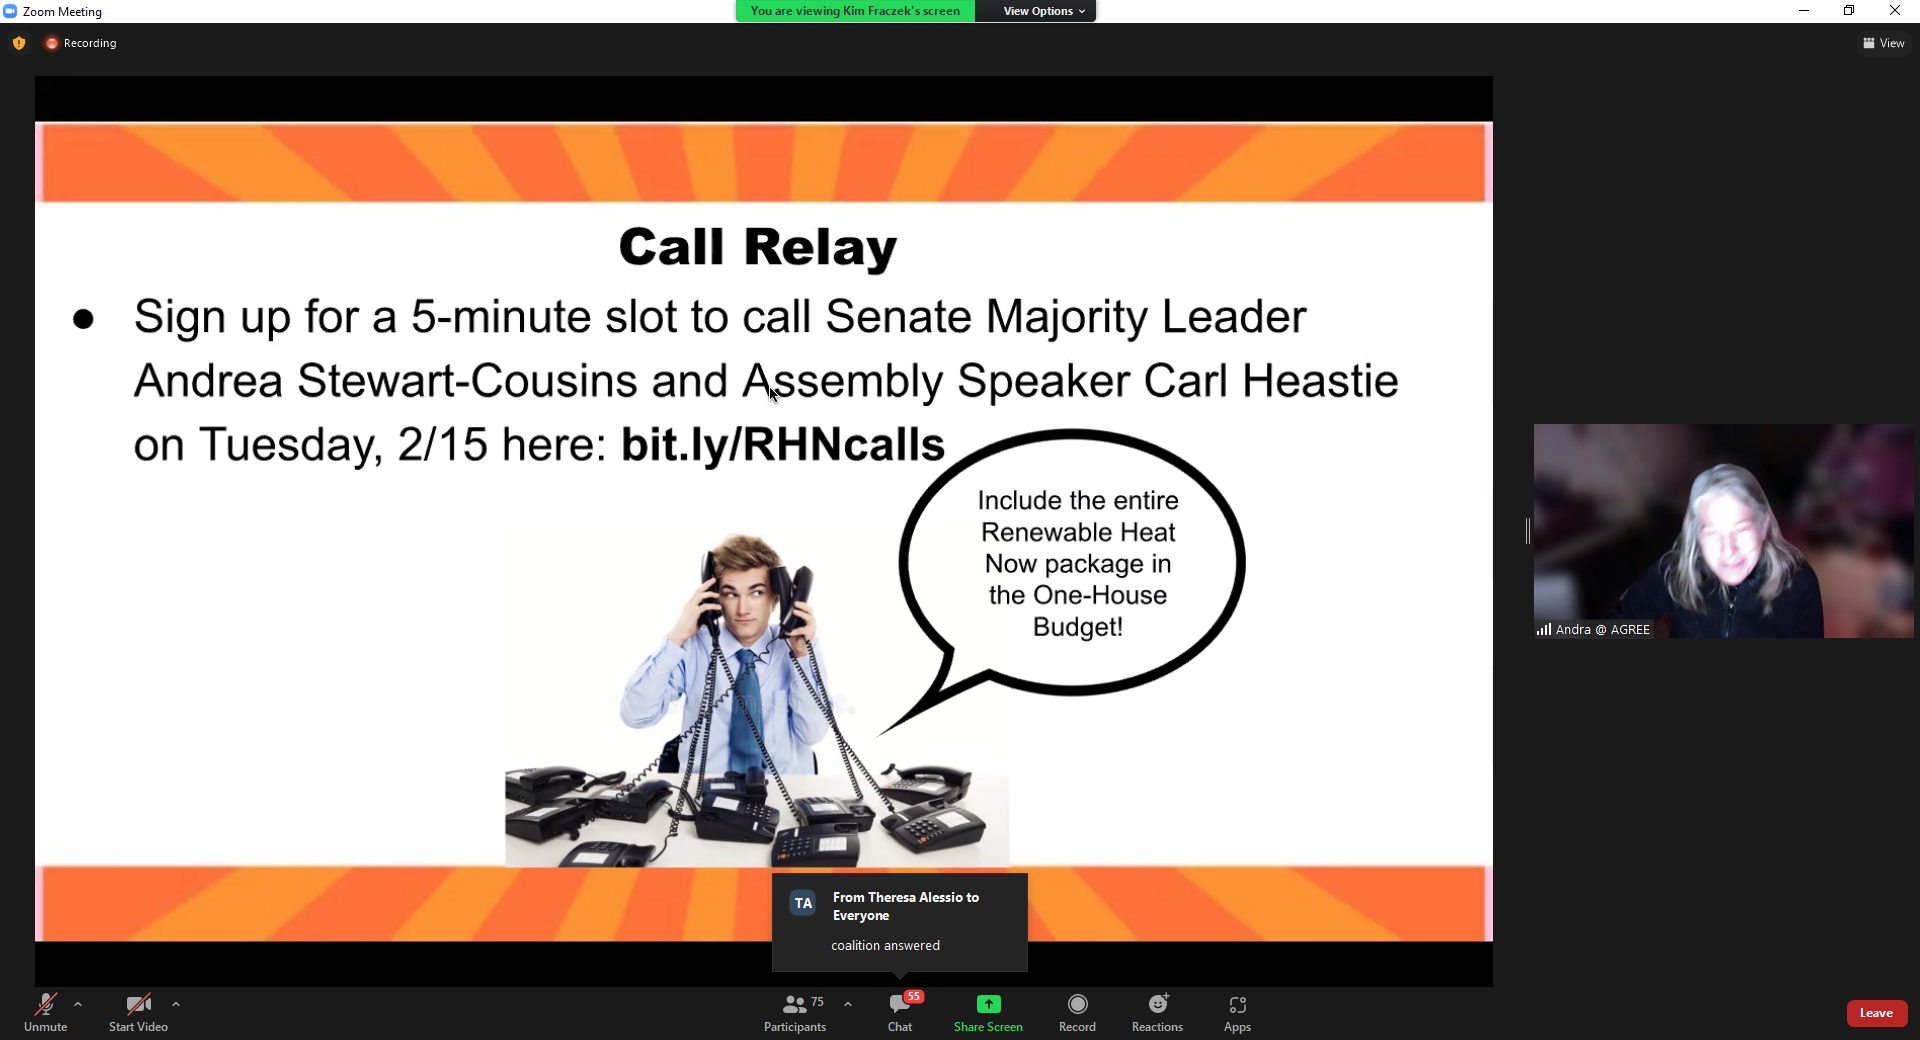 Zoom Meeting
You are viewing Kim Fraczek's screen
View Options
Recording
View
Call Relay
● Sign up for a 5-minute slot to call Senate Majority Leader
Andrea Stewart-Cousins and Assembly Speaker Carl Heastie
on Tuesday, 2/15 here: bit.ly/RHNcalls
Include the entire
Renewable Heat
Now package in
the One-House
Budget!
Andra @ AGREE
TA
From Theresa Alessio to
Everyone
coalition answered
Unmute
Start Video
75
Participants
55
Chat
Share Screen
Record
Reactions
Apps
Leave